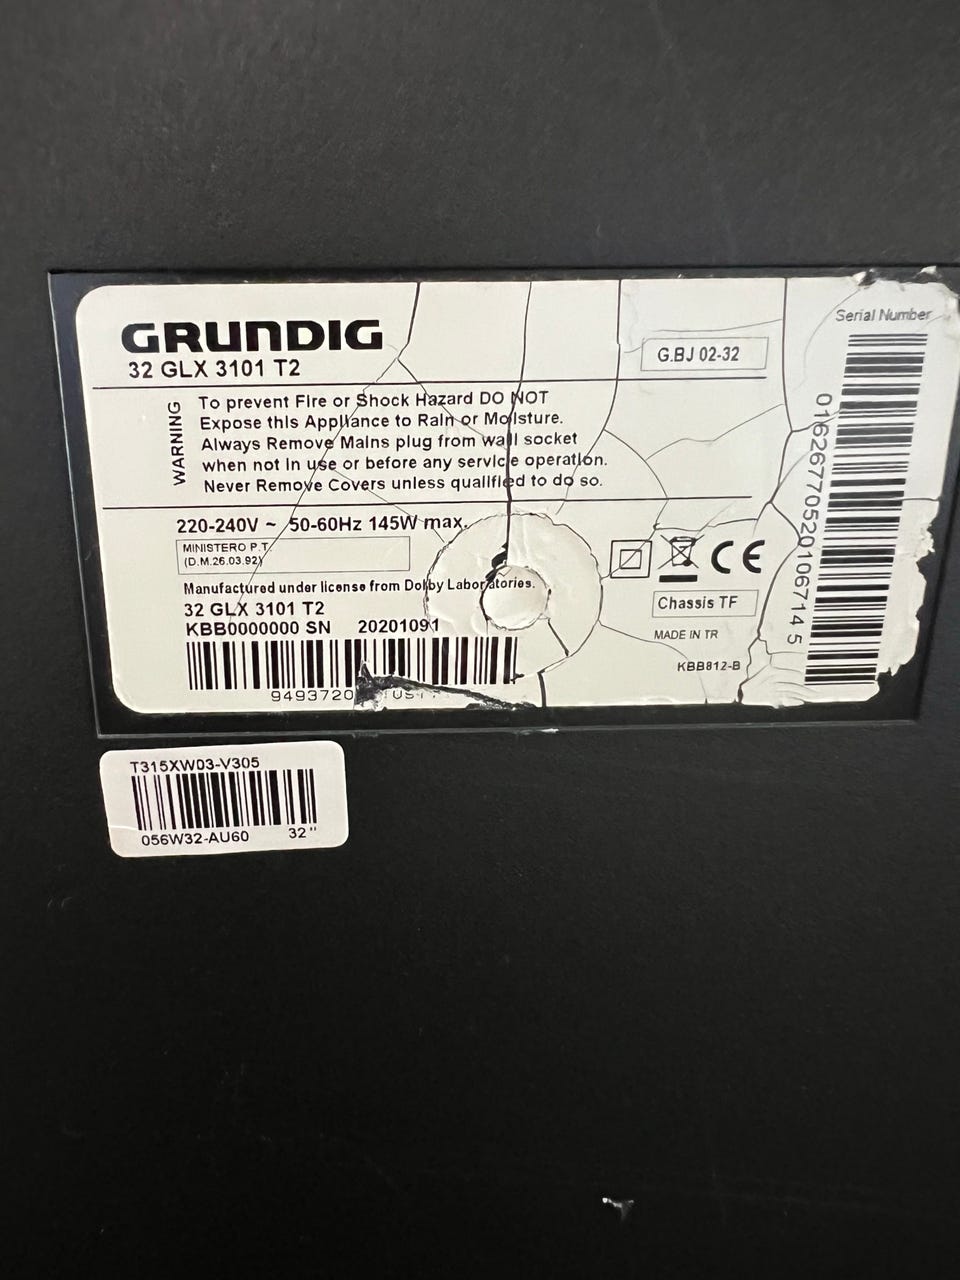 GRUNDIG
32 GLX 3101 T2
G.BJ 02-32
WARNING
To prevent Fire or Shock Hazard DO NOT
Expose this Appliance to Rain or Moisture.
Always Remove Mains plug from wall socket
when not in use or before any service operation.
Never Remove Covers unless qualified to do so.
220-240V ~ 50-60Hz 145W max.
MINISTERO P.T.
(D.M.26.03.92)
Manufactured under license from Dolby Laboratories.
32 GLX 3101 T2
KBB0000000 SN 20201091
9493720
CE
Chassis TF
MADE IN TR
KBB812-B
Serial Number
01626770520106714 5
T315XW03-V305
056W32-AU60 32"